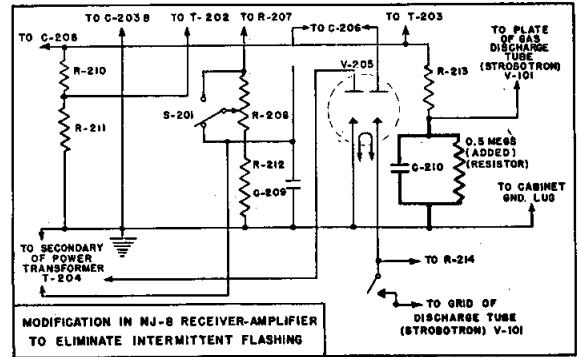 TO C-203 B
TO T-202
TO R-207
TO C-206
TO T-203
TO C-208
TO PLATE
OF GAS
DISCHARGE
TUBE
(STROBOTRON)
V-101
R-210
V-205
R-213
S-201
R-208
R-211
0.5 MEGS
(ADDED)
(RESISTOR)
R-212
C-210
C-209
TO CABINET
GND. LUG
TO SECONDARY
OF POWER
TRANSFORMER
T-204
TO R-214
TO GRID OF
DISCHARGE TUBE
(STROBOTRON) V-101
MODIFICATION IN NJ-8 RECEIVER-AMPLIFIER
TO ELIMINATE INTERMITTENT FLASHING